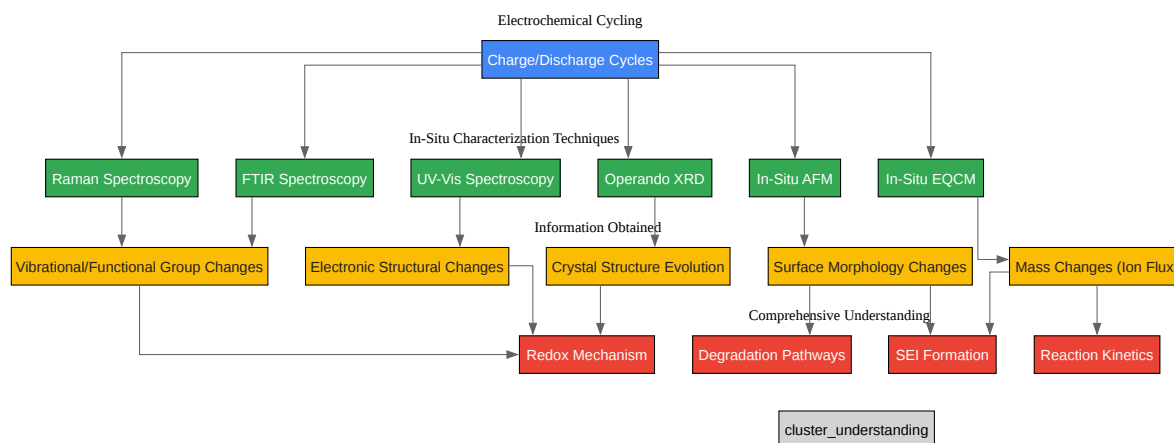 Electrochemical Cycling
Charge/Discharge Cycles
In-Situ Characterization Techniques
Raman Spectroscopy
FTIR Spectroscopy
UV-Vis Spectroscopy
Operando XRD
In-Situ AFM
In-Situ EQCM
Information Obtained
Vibrational/Functional Group Changes
Electronic Structural Changes
Crystal Structure Evolution
Surface Morphology Changes
Mass Changes (Ion Flux
Comprehensive Understanding
Redox Mechanism
Degradation Pathways
SEI Formation
Reaction Kinetics
cluster_understanding